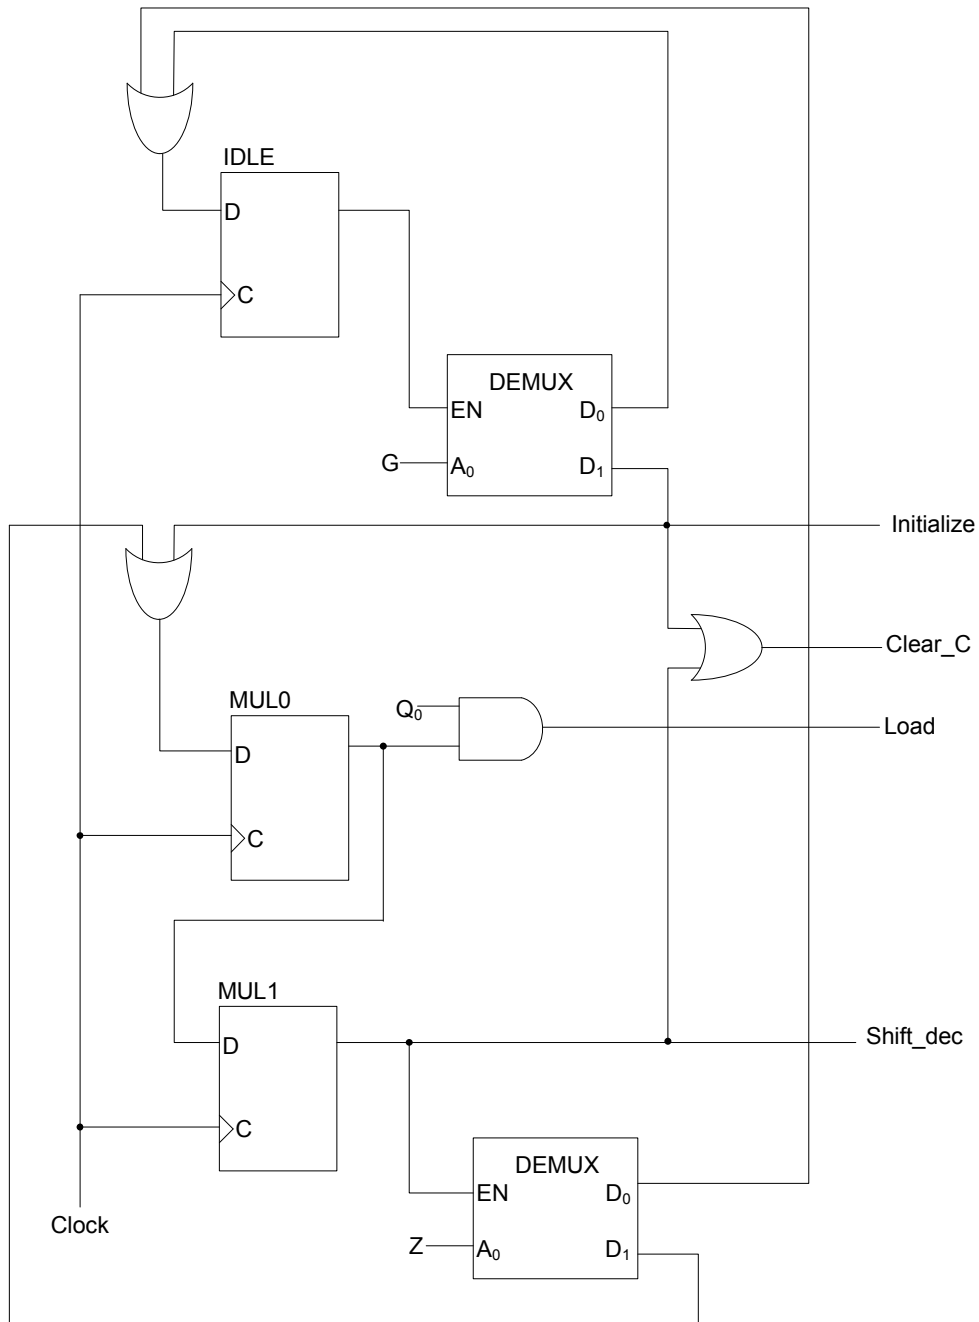 IDLE
D
C
DEMUX
EN D₀
G A₀ D₁
Initialize
Clear_C
MUL0
Q₀
Load
D
C
MUL1
D
Shift_dec
C
DEMUX
EN D₀
Clock
Z A₀ D₁